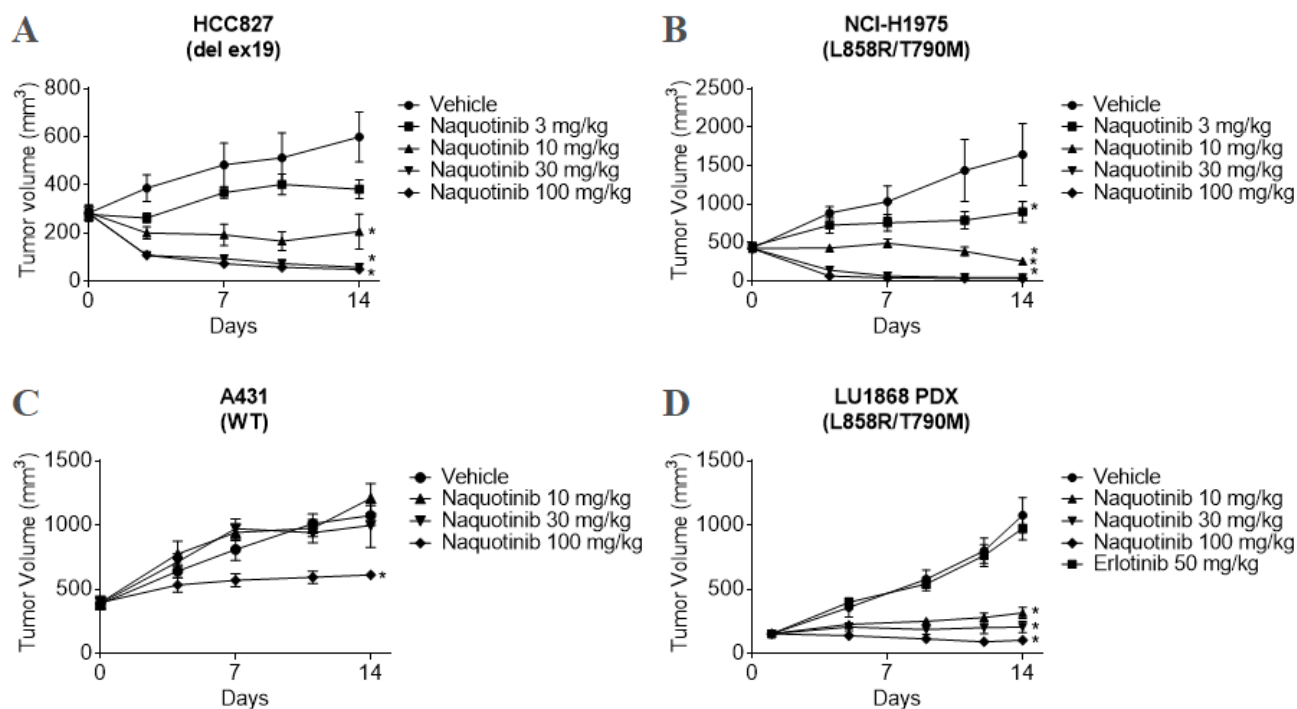 A
HCC827
(del ex19)
Tumor volume (mm³)
800
600
400
200
0
0
7
14
Days
Vehicle
Naquotinib 3 mg/kg
Naquotinib 10 mg/kg
Naquotinib 30 mg/kg
Naquotinib 100 mg/kg
*
*
*
B
NCI-H1975
(L858R/T790M)
Tumor Volume (mm³)
2500
2000
1500
1000
500
0
0
7
14
Days
Vehicle
Naquotinib 3 mg/kg
Naquotinib 10 mg/kg
Naquotinib 30 mg/kg
Naquotinib 100 mg/kg
*
*
*
*
C
A431
(WT)
Tumor Volume (mm³)
1500
1000
500
0
0
7
14
Days
Vehicle
Naquotinib 10 mg/kg
Naquotinib 30 mg/kg
Naquotinib 100 mg/kg
*
D
LU1868 PDX
(L858R/T790M)
Tumor Volume (mm³)
1500
1000
500
0
0
7
14
Days
Vehicle
Naquotinib 10 mg/kg
Naquotinib 30 mg/kg
Naquotinib 100 mg/kg
Erlotinib 50 mg/kg
*
*
*